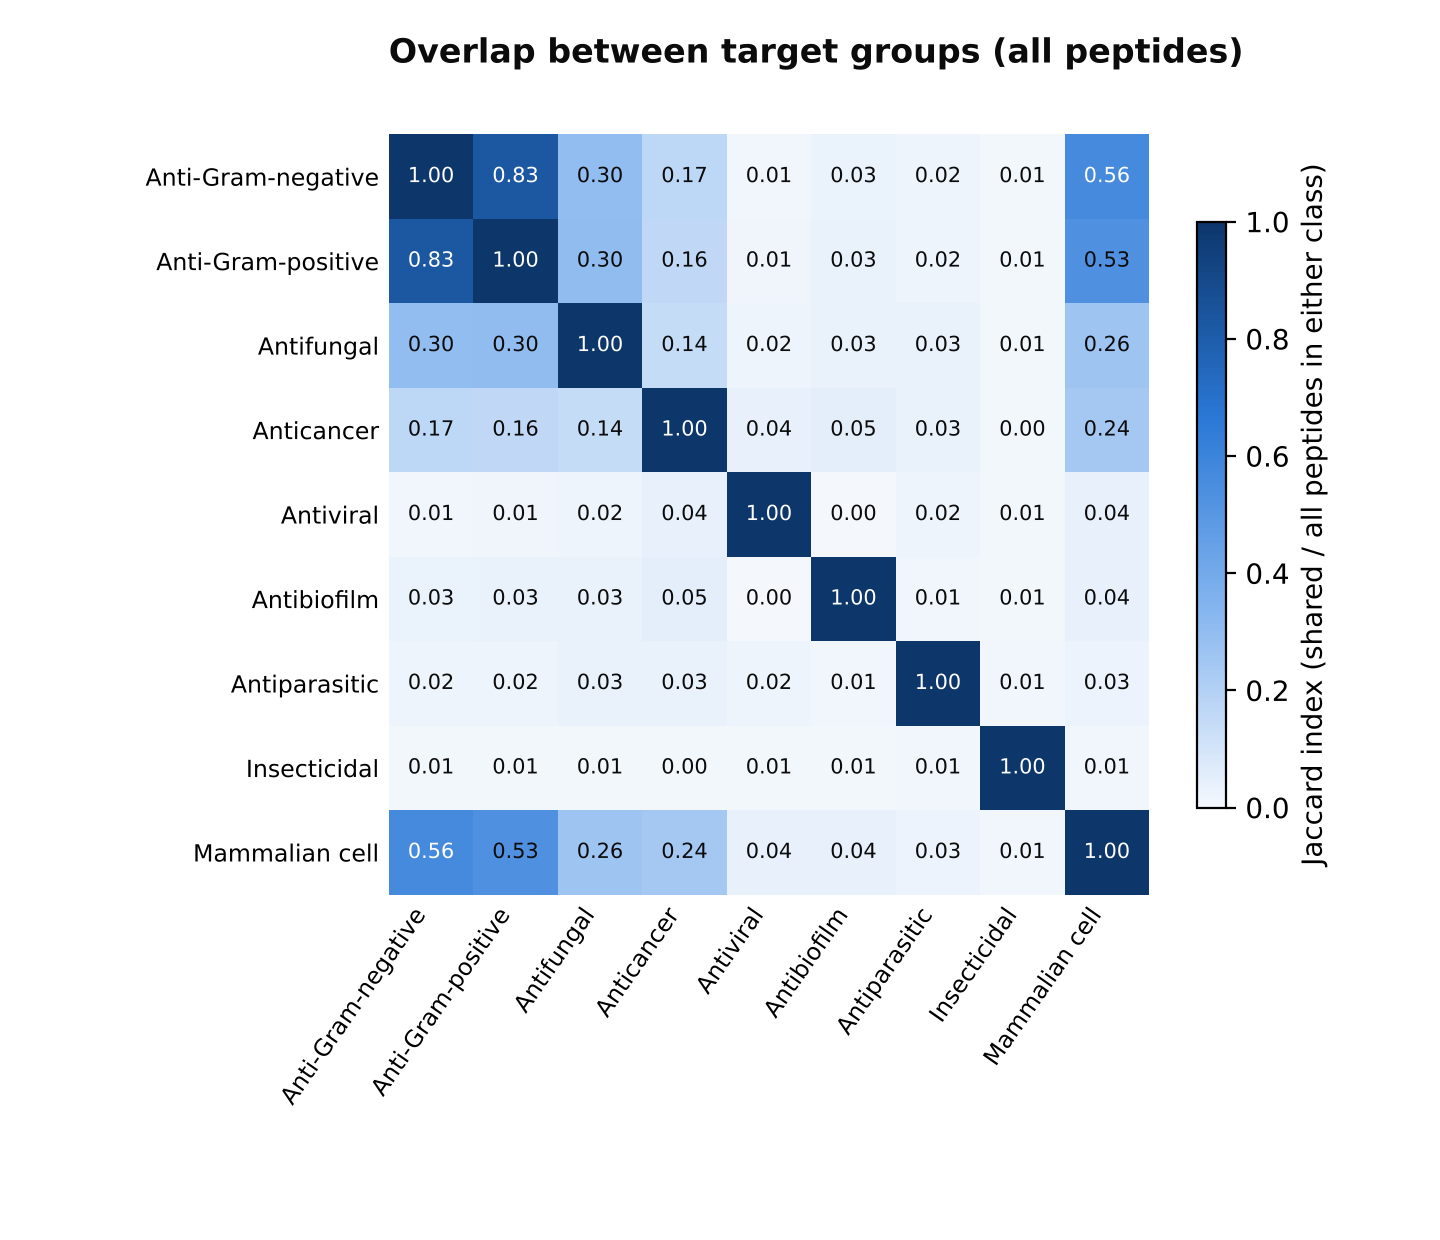 Overlap between target groups (all peptides)
Anti-Gram-negative 1.00 0.83 0.30 0.17 0.01 0.03 0.02 0.01 0.56
Anti-Gram-positive 0.83 1.00 0.30 0.16 0.01 0.03 0.02 0.01 0.53
Antifungal 0.30 0.30 1.00 0.14 0.02 0.03 0.03 0.01 0.26
Anticancer 0.17 0.16 0.14 1.00 0.04 0.05 0.03 0.00 0.24
Antiviral 0.01 0.01 0.02 0.04 1.00 0.00 0.02 0.01 0.04
Antibiofilm 0.03 0.03 0.03 0.05 0.00 1.00 0.01 0.01 0.04
Antiparasitic 0.02 0.02 0.03 0.03 0.02 0.01 1.00 0.01 0.03
Insecticidal 0.01 0.01 0.01 0.00 0.01 0.01 0.01 1.00 0.01
Mammalian cell 0.56 0.53 0.26 0.24 0.04 0.04 0.03 0.01 1.00
Anti-Gram-negative
Anti-Gram-positive
Antifungal
Anticancer
Antiviral
Antibiofilm
Antiparasitic
Insecticidal
Mammalian cell
1.0
0.8
0.6
0.4
0.2
0.0
Jaccard index (shared / all peptides in either class)